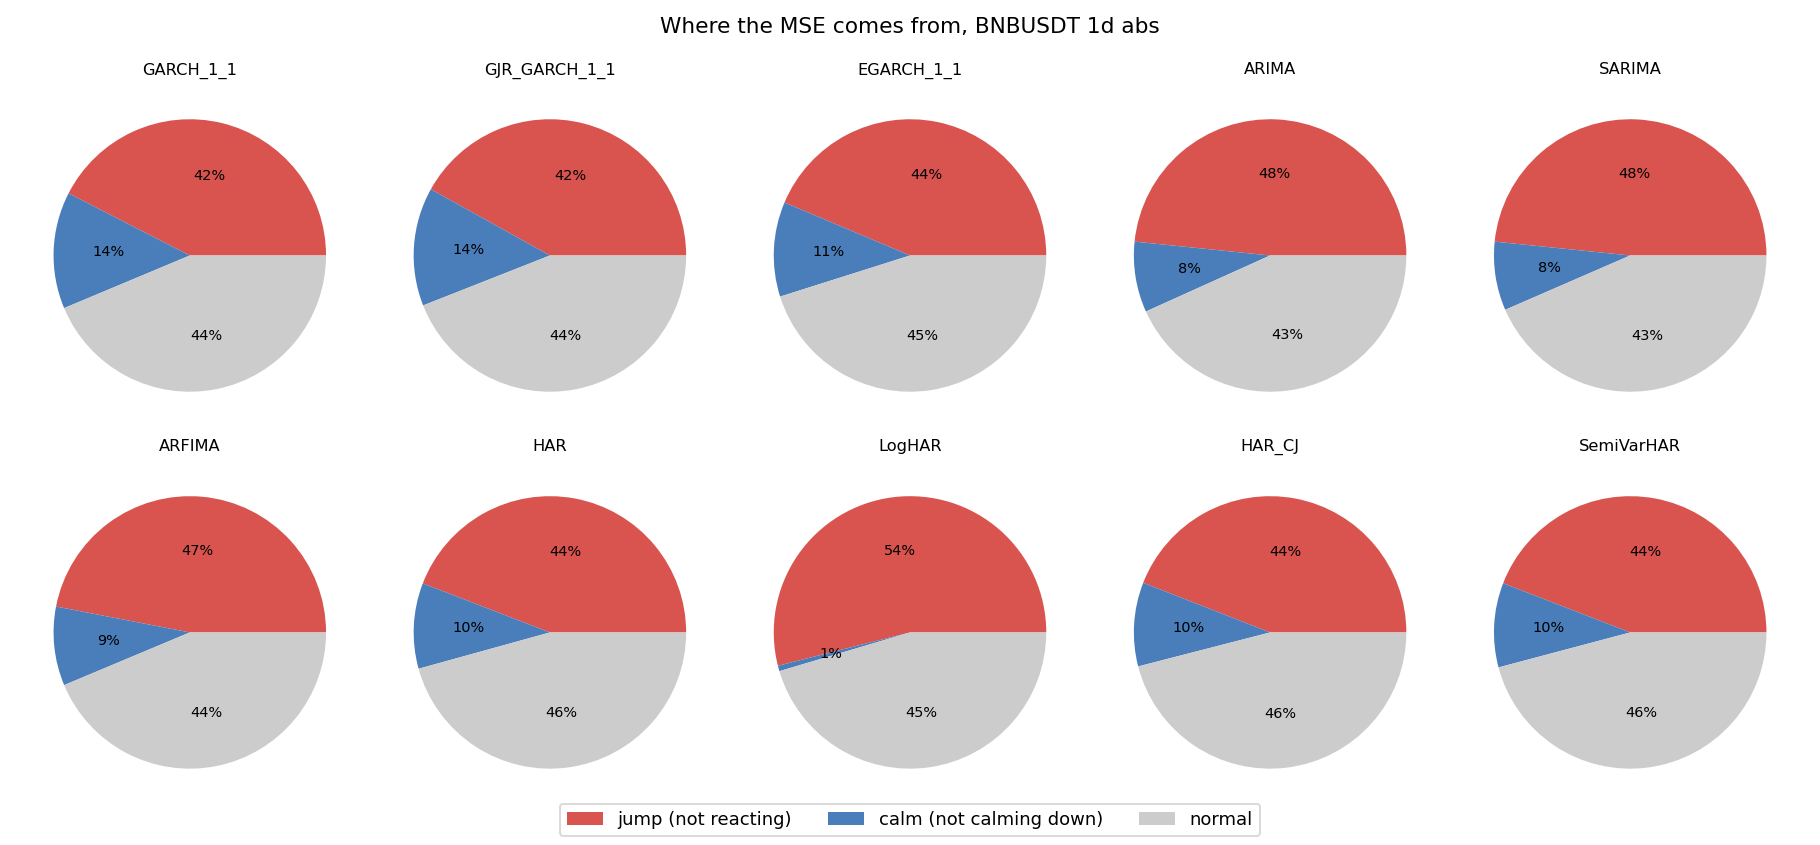 Where the MSE comes from, BNBUSDT 1d abs
GARCH_1_1
GJR_GARCH_1_1
EGARCH_1_1
ARIMA
SARIMA
42%
14%
44%
42%
14%
44%
44%
11%
45%
48%
8%
43%
48%
8%
43%
ARFIMA
HAR
LogHAR
HAR_CJ
SemiVarHAR
47%
9%
44%
44%
10%
46%
54%
1%
45%
44%
10%
46%
44%
10%
46%
jump (not reacting)
calm (not calming down)
normal